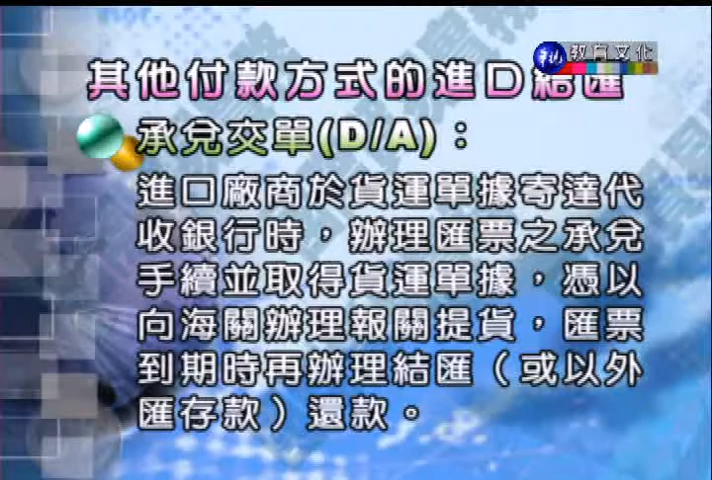 華視 教育文化
其他付款方式的進口結匯
承兌交單(D/A)：
進口廠商於貨運單據寄達代
收銀行時，辦理匯票之承兌
手續並取得貨運單據，憑以
向海關辦理報關提貨，匯票
到期時再辦理結匯（或以外
匯存款）還款。